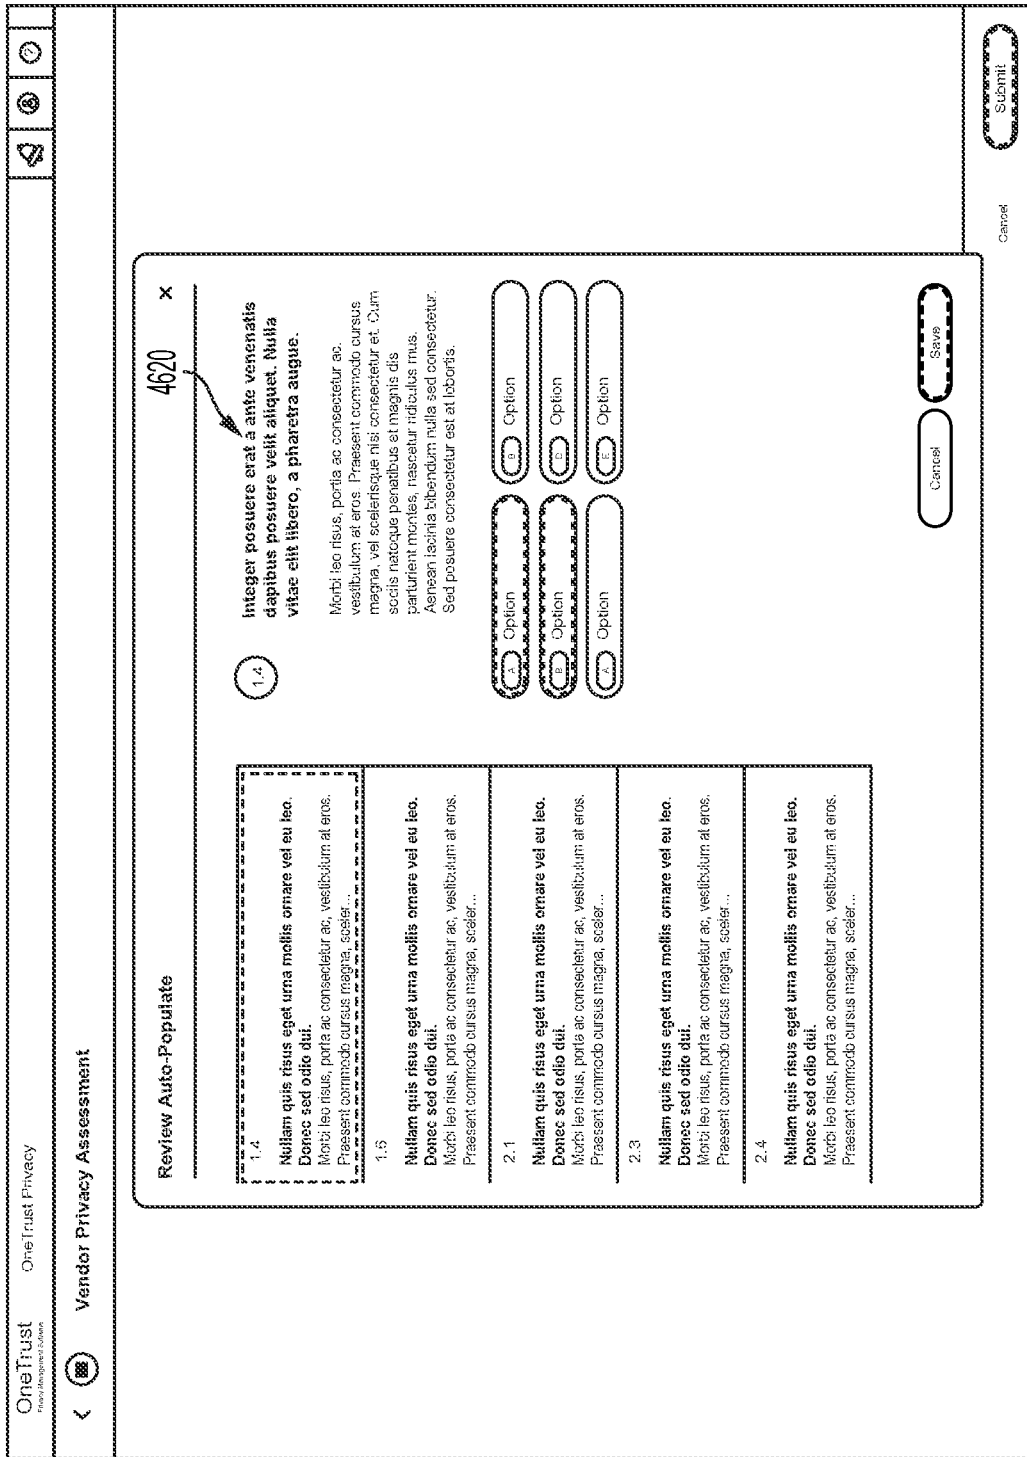 OneTrust
Privacy Management Software
OneTrust Privacy
Vendor Privacy Assessment
Review Auto-Populate
4620
1.4
Nullam quis risus eget urna mollis ornare vel eu leo.
Donec sed odio dui.
Morbi leo risus, porta ac consectetur ac, vestibulum at eros.
Praesent commodo cursus magna, sceler...
1.6
Nullam quis risus eget urna mollis ornare vel eu leo.
Donec sed odio dui.
Morbi leo risus, porta ac consectetur ac, vestibulum at eros.
Praesent commodo cursus magna, sceler...
2.1
Nullam quis risus eget urna mollis ornare vel eu leo.
Donec sed odio dui.
Morbi leo risus, porta ac consectetur ac, vestibulum at eros.
Praesent commodo cursus magna, sceler...
2.3
Nullam quis risus eget urna mollis ornare vel eu leo.
Donec sed odio dui.
Morbi leo risus, porta ac consectetur ac, vestibulum at eros.
Praesent commodo cursus magna, sceler...
2.4
Nullam quis risus eget urna mollis ornare vel eu leo.
Donec sed odio dui.
Morbi leo risus, porta ac consectetur ac, vestibulum at eros.
Praesent commodo cursus magna, sceler...
1.4
Integer posuere erat a ante venenatis
dapibus posuere velit aliquet. Nulla
vitae elit libero, a pharetra augue.
Morbi leo risus, portia ac consectetur ac,
vestibulum at eros. Praesent commodo cursus
magna, vel scelerisque nisl consectetur et. Cum
sociis natoque penatibus et magnis dis
parturient montes, nascetur ridiculus mus.
Aenean lacinia bibendum nulla sed consectetur.
Sed posuere consectetur est at lobortis.
A Option
B Option
B Option
D Option
A Option
E Option
Cancel
Save
Cancel
Submit